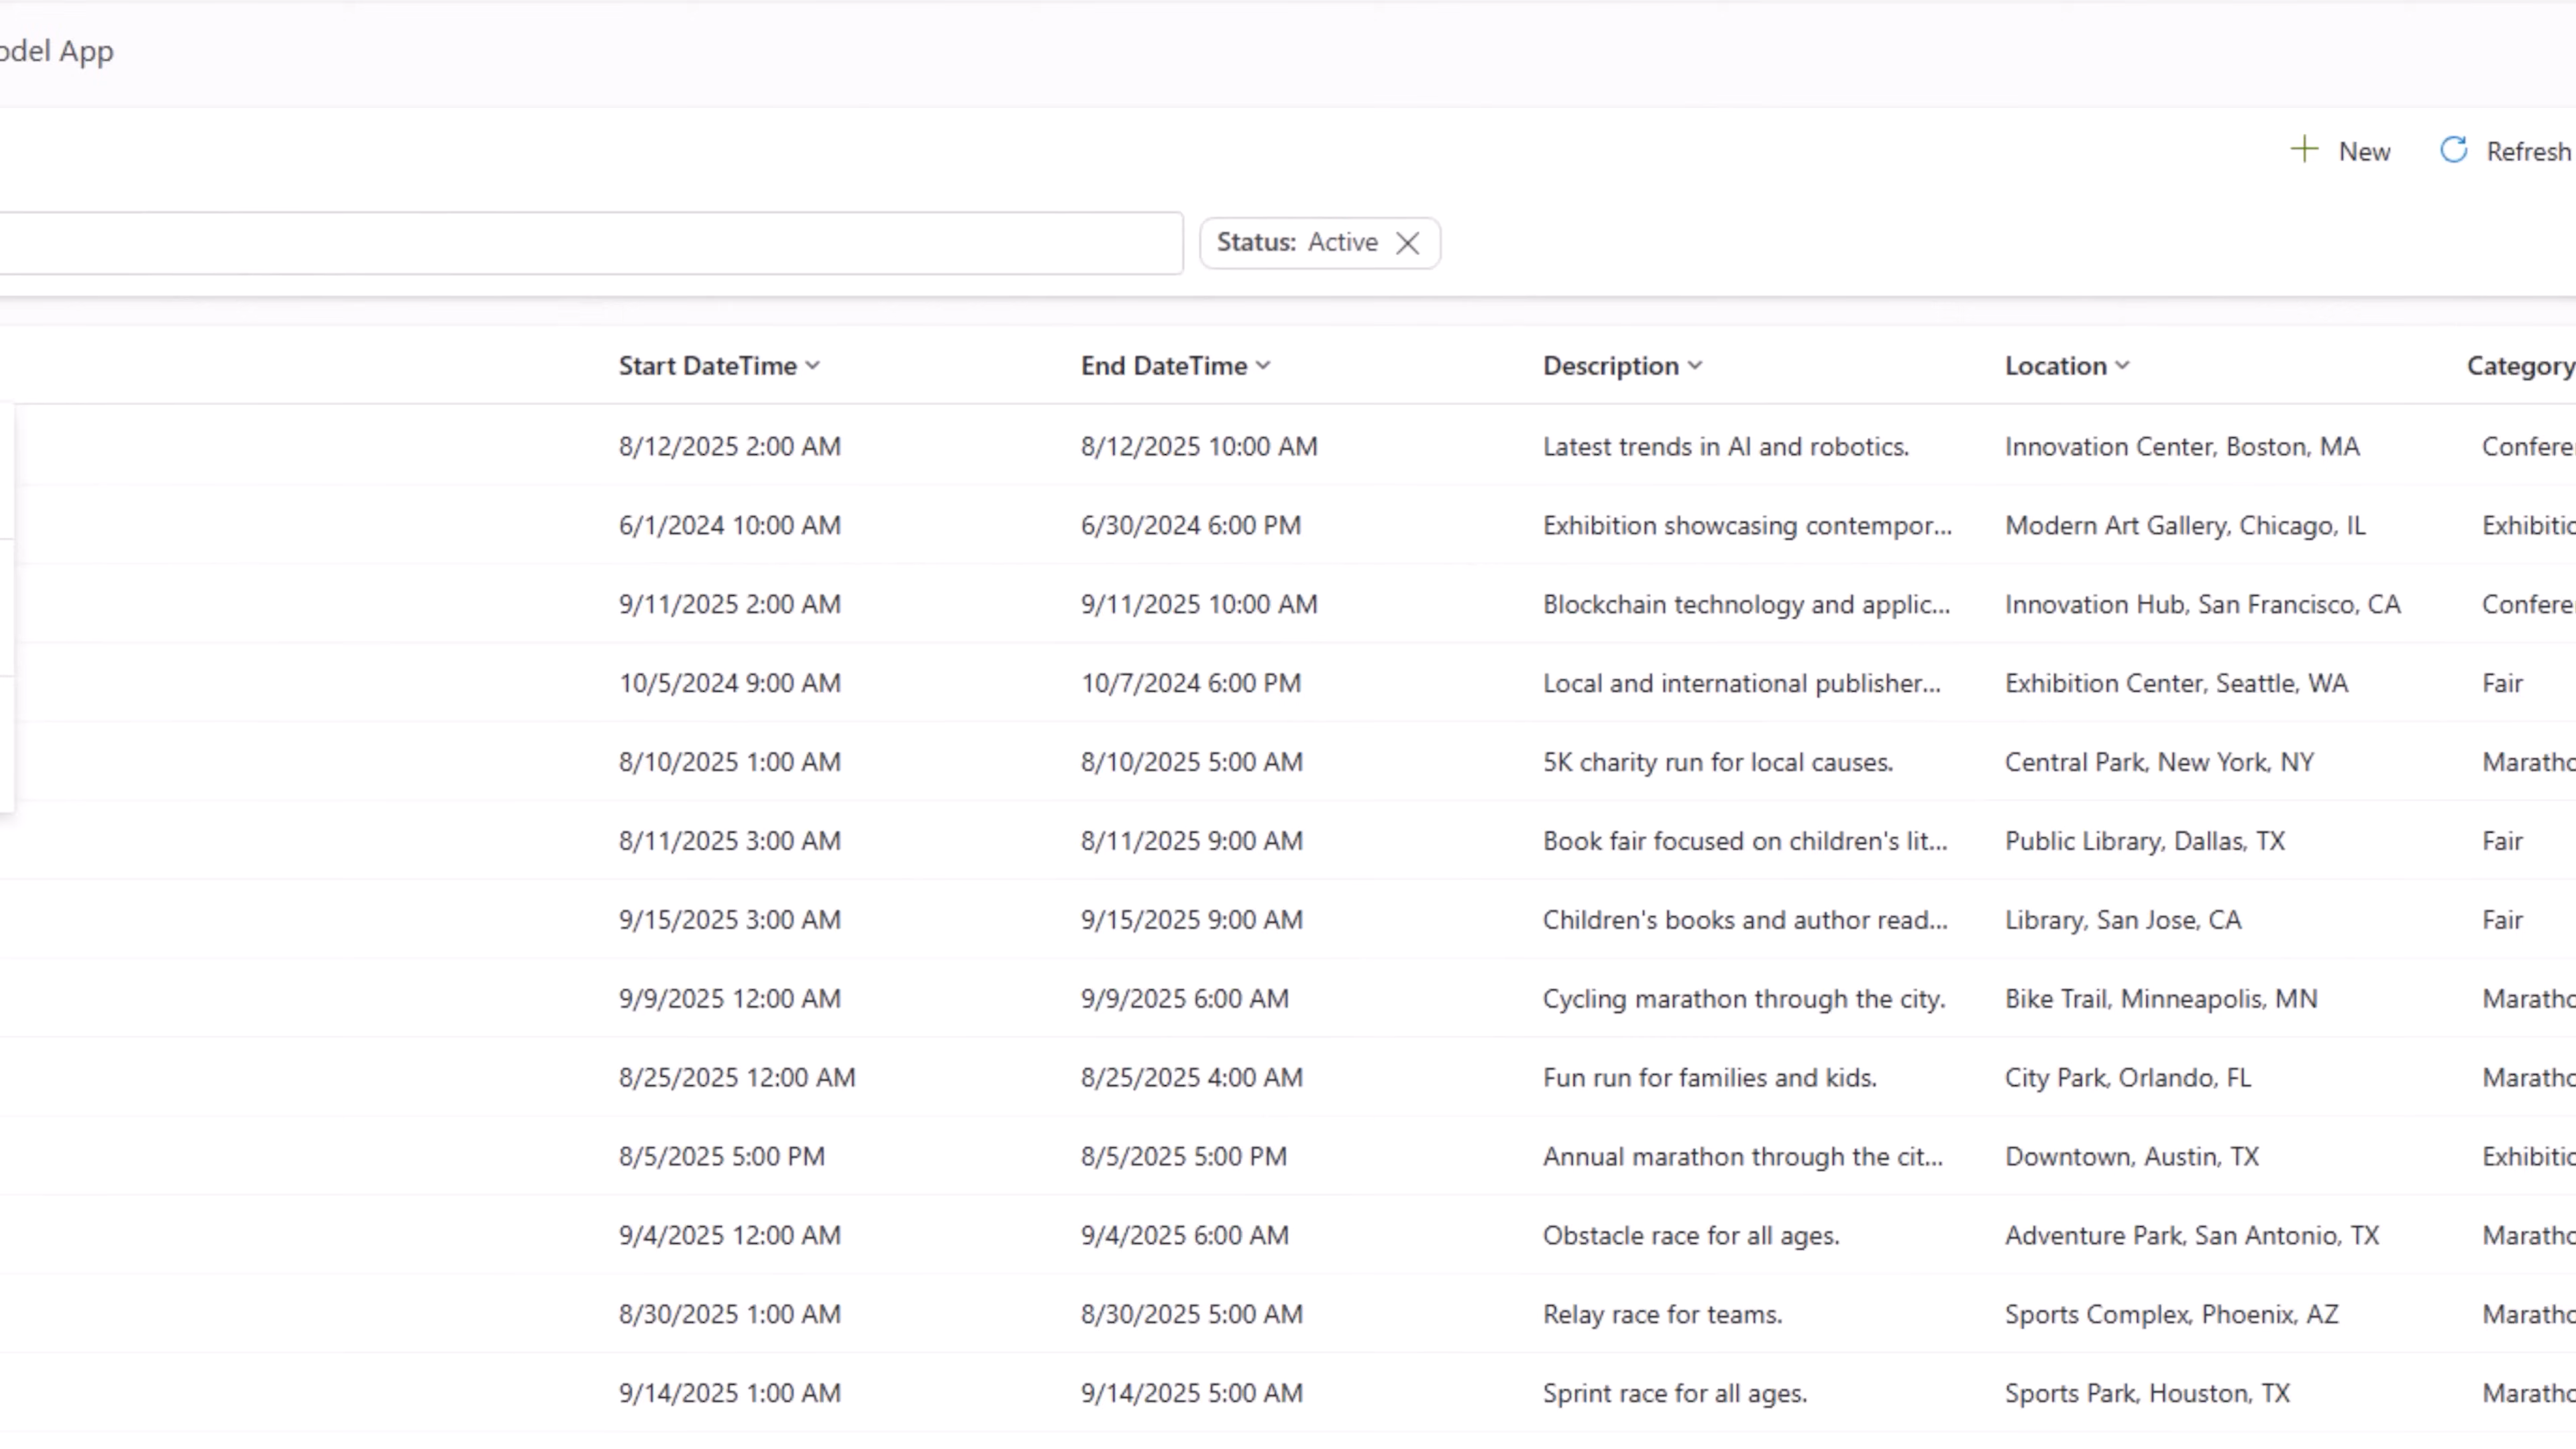 odel App
New Refresh
Status: Active
Start DateTime End DateTime Description Location Category
8/12/2025 2:00 AM 8/12/2025 10:00 AM Latest trends in AI and robotics. Innovation Center, Boston, MA Confere
6/1/2024 10:00 AM 6/30/2024 6:00 PM Exhibition showcasing contempor... Modern Art Gallery, Chicago, IL Exhibitio
9/11/2025 2:00 AM 9/11/2025 10:00 AM Blockchain technology and applic... Innovation Hub, San Francisco, CA Confere
10/5/2024 9:00 AM 10/7/2024 6:00 PM Local and international publisher... Exhibition Center, Seattle, WA Fair
8/10/2025 1:00 AM 8/10/2025 5:00 AM 5K charity run for local causes. Central Park, New York, NY Maratho
8/11/2025 3:00 AM 8/11/2025 9:00 AM Book fair focused on children's lit... Public Library, Dallas, TX Fair
9/15/2025 3:00 AM 9/15/2025 9:00 AM Children's books and author read... Library, San Jose, CA Fair
9/9/2025 12:00 AM 9/9/2025 6:00 AM Cycling marathon through the city. Bike Trail, Minneapolis, MN Maratho
8/25/2025 12:00 AM 8/25/2025 4:00 AM Fun run for families and kids. City Park, Orlando, FL Maratho
8/5/2025 5:00 PM 8/5/2025 5:00 PM Annual marathon through the cit... Downtown, Austin, TX Exhibitio
9/4/2025 12:00 AM 9/4/2025 6:00 AM Obstacle race for all ages. Adventure Park, San Antonio, TX Maratho
8/30/2025 1:00 AM 8/30/2025 5:00 AM Relay race for teams. Sports Complex, Phoenix, AZ Maratho
9/14/2025 1:00 AM 9/14/2025 5:00 AM Sprint race for all ages. Sports Park, Houston, TX Maratho